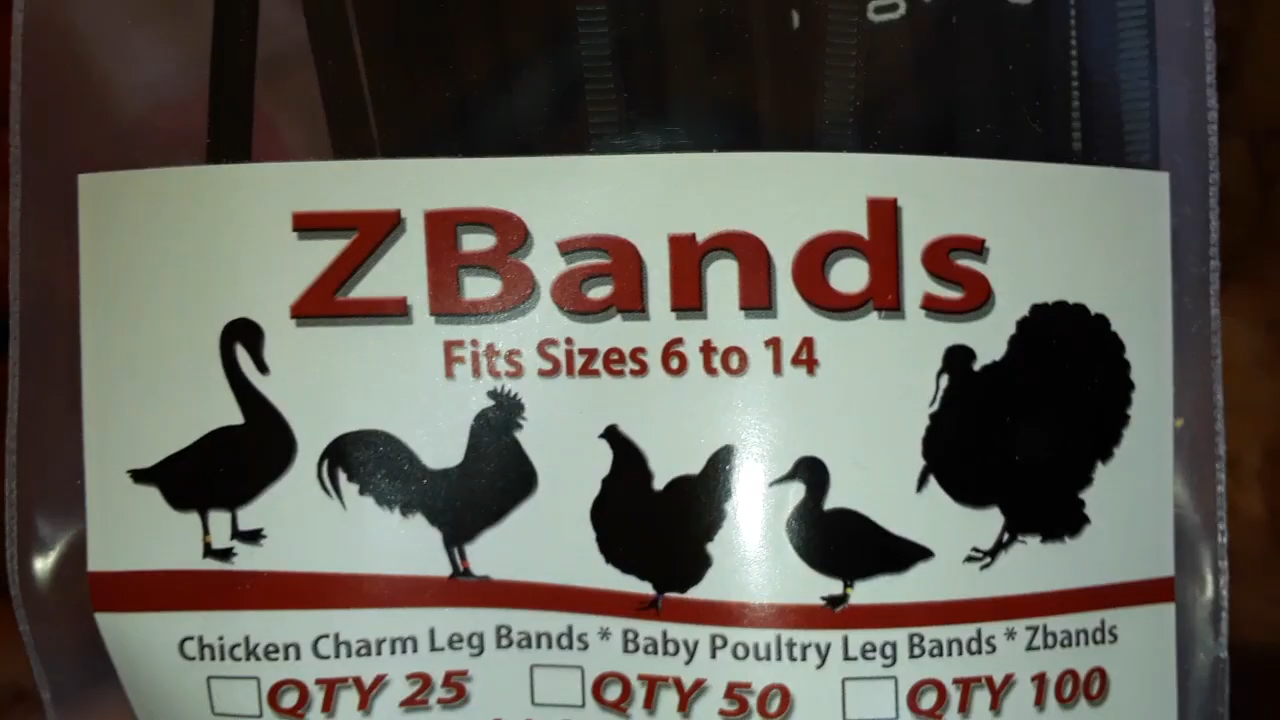 ZBands
Fits Sizes 6 to 14
Chicken Charm Leg Bands * Baby Poultry Leg Bands * Zbands
QTY 25 QTY 50 QTY 100